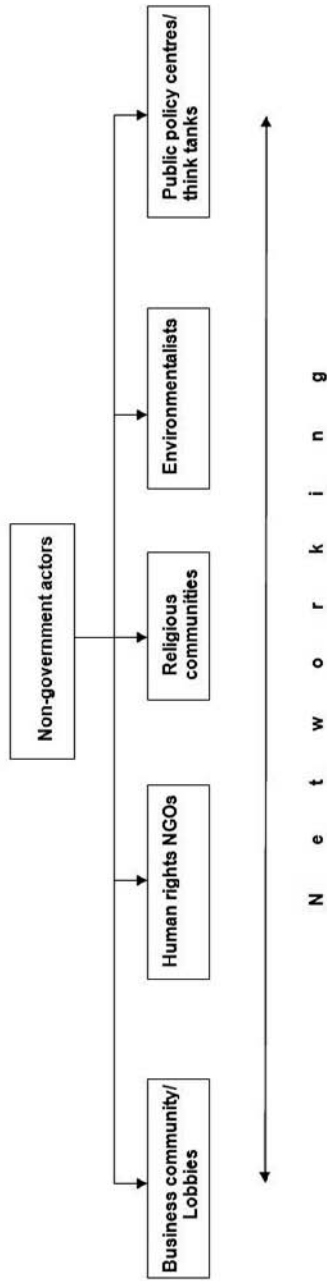 Non-government actors
Business community/
Lobbies
Human rights NGOs
Religious
communities
Environmentalists
Public policy centres/
think tanks
N e t w o r k i n g